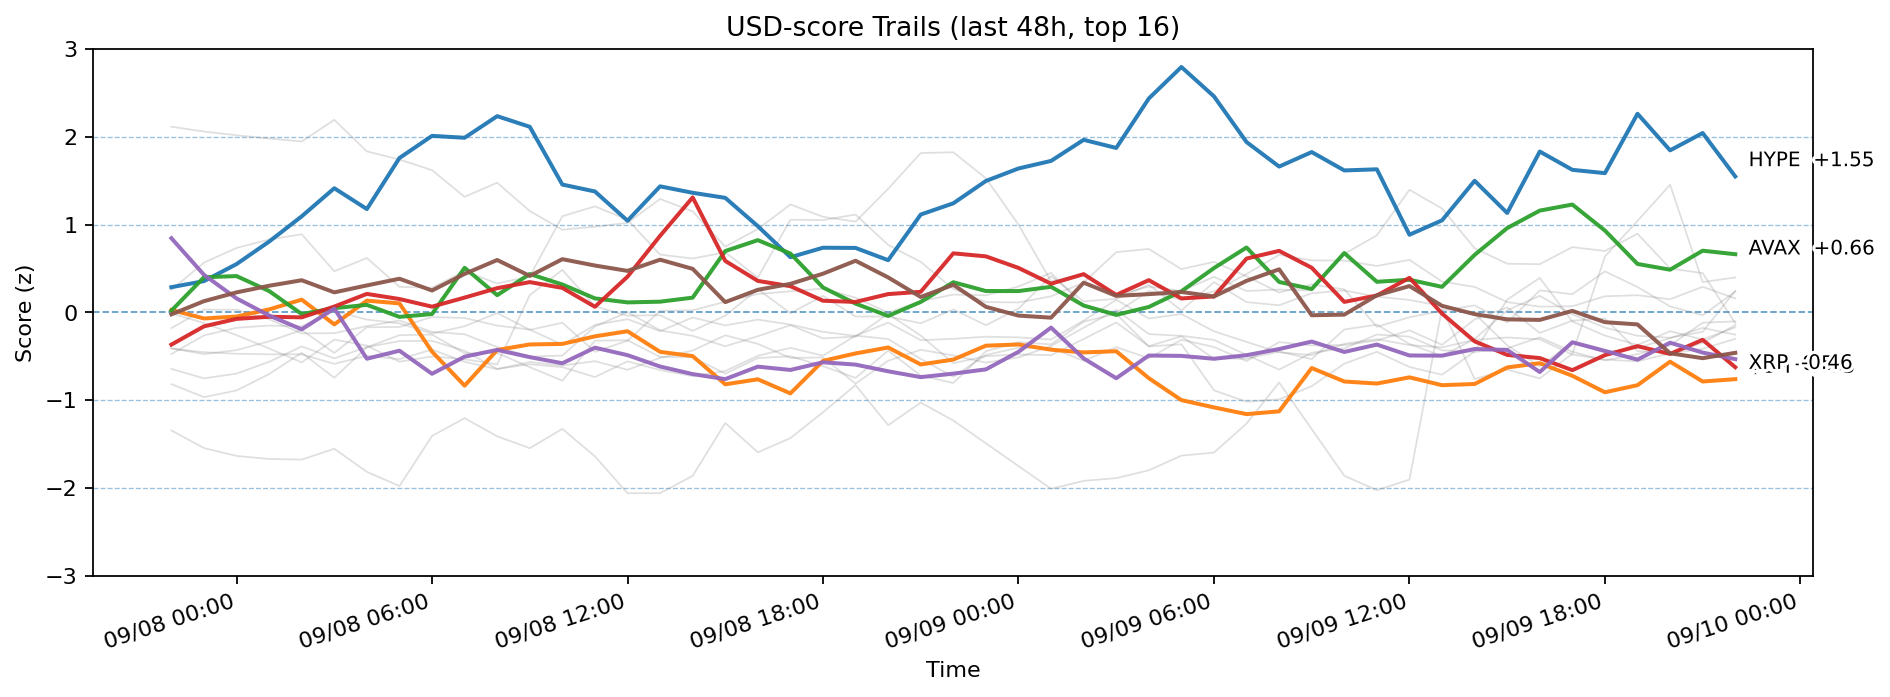 USD-score Trails (last 48h, top 16)
Score (z)
3
2
1
0
−1
−2
−3
HYPE +1.55
AVAX +0.66
XRP -0.46
09/08 00:00
09/08 06:00
09/08 12:00
09/08 18:00
09/09 00:00
09/09 06:00
09/09 12:00
09/09 18:00
09/10 00:00
Time